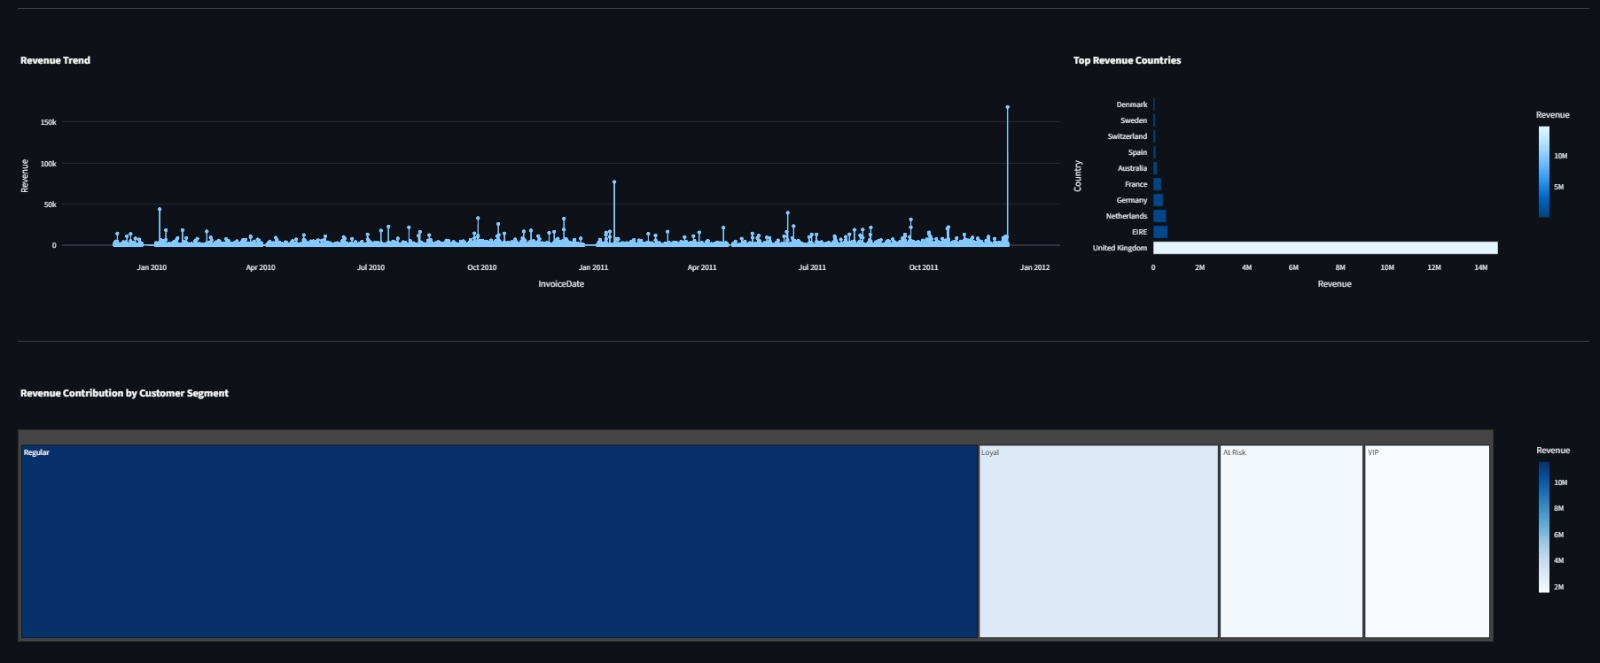 Revenue Trend
Revenue
150k
100k
50k
0
Jan 2010
Apr 2010
Jul 2010
Oct 2010
Jan 2011
Apr 2011
Jul 2011
Oct 2011
Jan 2012
InvoiceDate
Top Revenue Countries
Country
Denmark
Sweden
Switzerland
Spain
Australia
France
Germany
Netherlands
EIRE
United Kingdom
0
2M
4M
6M
8M
10M
12M
14M
Revenue
Revenue
10M
5M
Revenue Contribution by Customer Segment
Regular
Loyal
At Risk
VIP
Revenue
10M
8M
6M
4M
2M